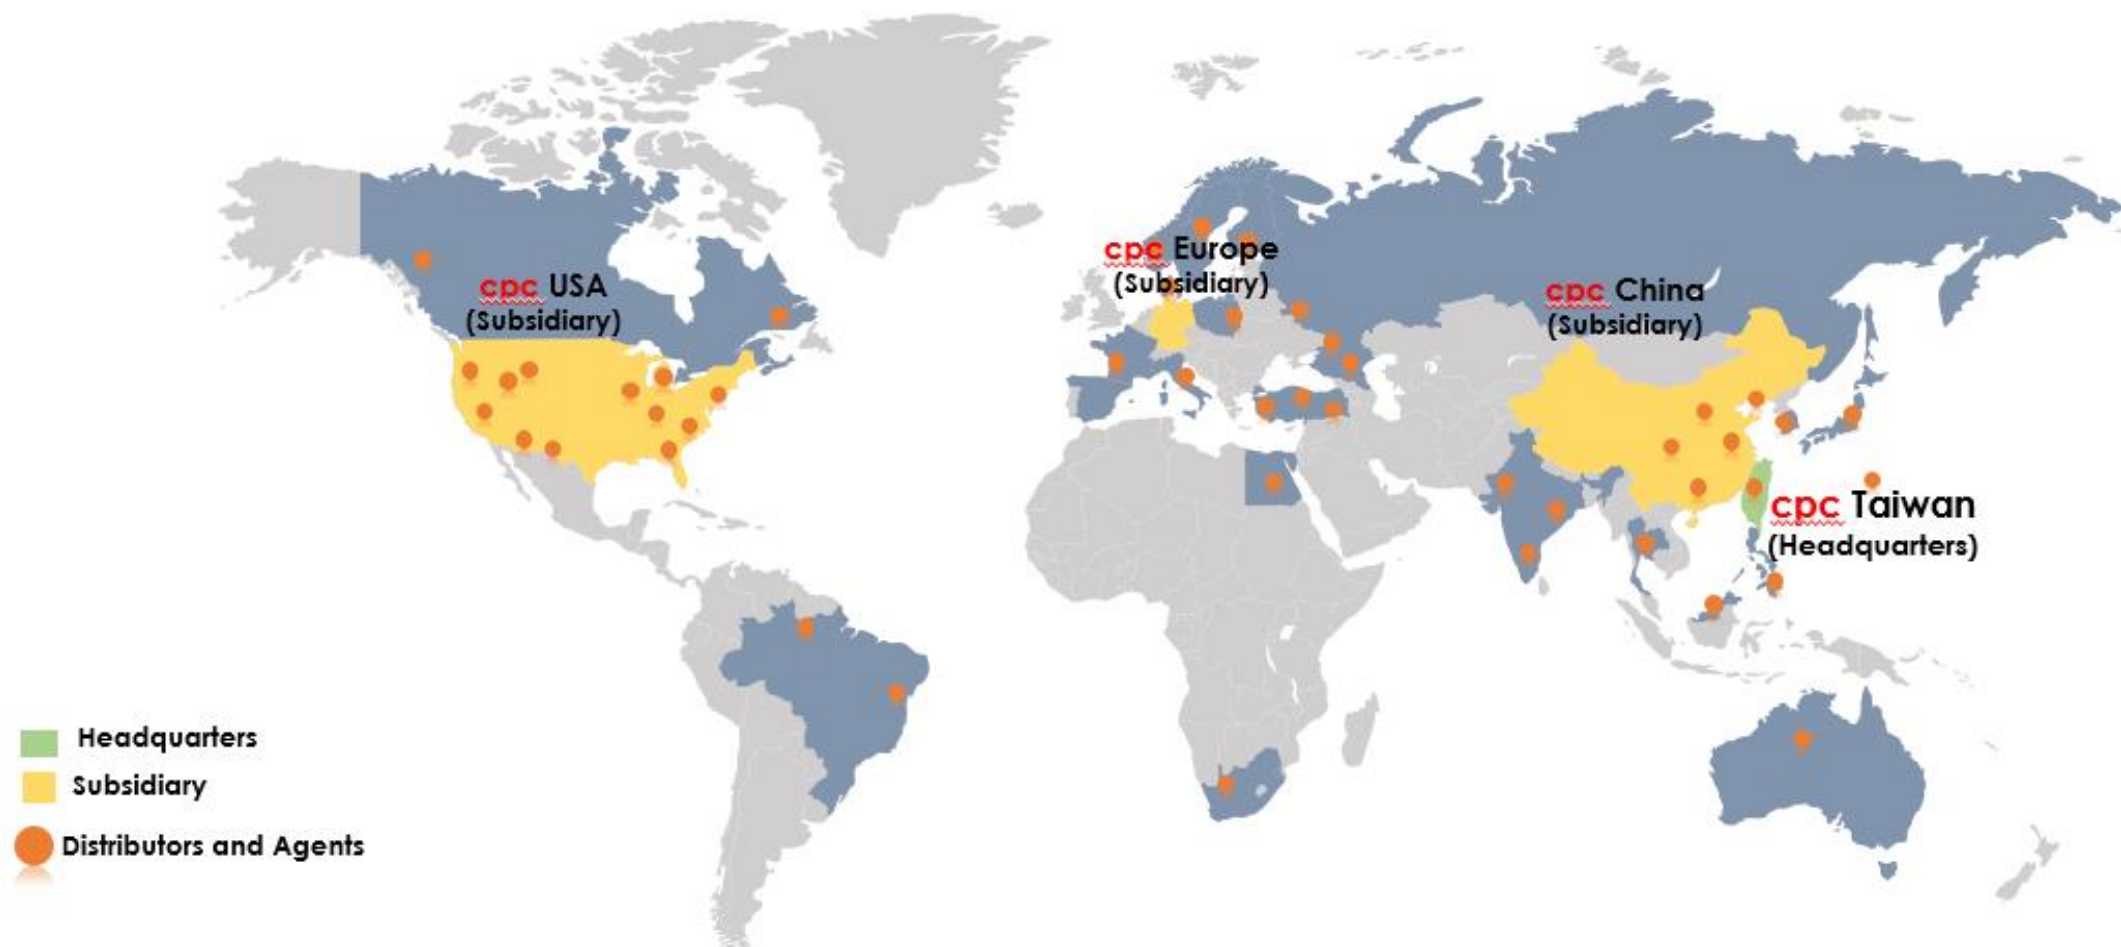 cpc USA
(Subsidiary)
cpc Europe
(Subsidiary)
cpc China
(Subsidiary)
cpc Taiwan
(Headquarters)
Headquarters
Subsidiary
Distributors and Agents